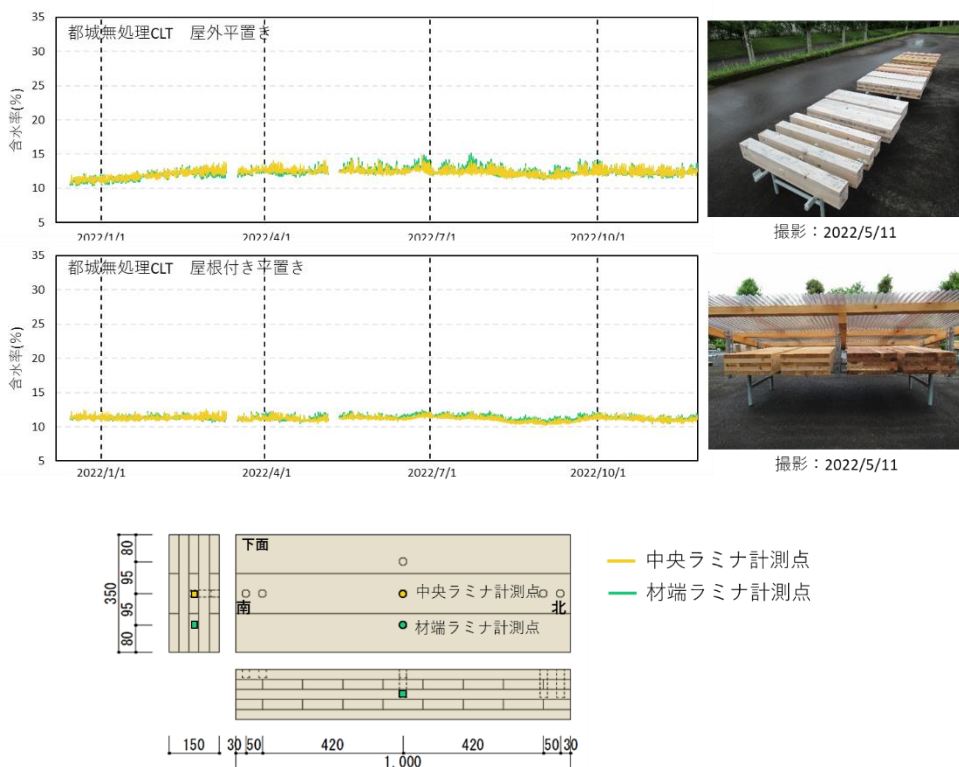 都城無処理CLT　屋外平置き
含水率(%)
35
30
25
20
15
10
5
2022/1/1
2022/4/1
2022/7/1
2022/10/1
撮影：2022/5/11
都城無処理CLT　屋根付き平置き
含水率(%)
35
30
25
20
15
10
5
2022/1/1
2022/4/1
2022/7/1
2022/10/1
撮影：2022/5/11
下面
南
北
中央ラミナ計測点
材端ラミナ計測点
350
80
95
95
80
中央ラミナ計測点
材端ラミナ計測点
150
30
50
420
420
50
30
1,000